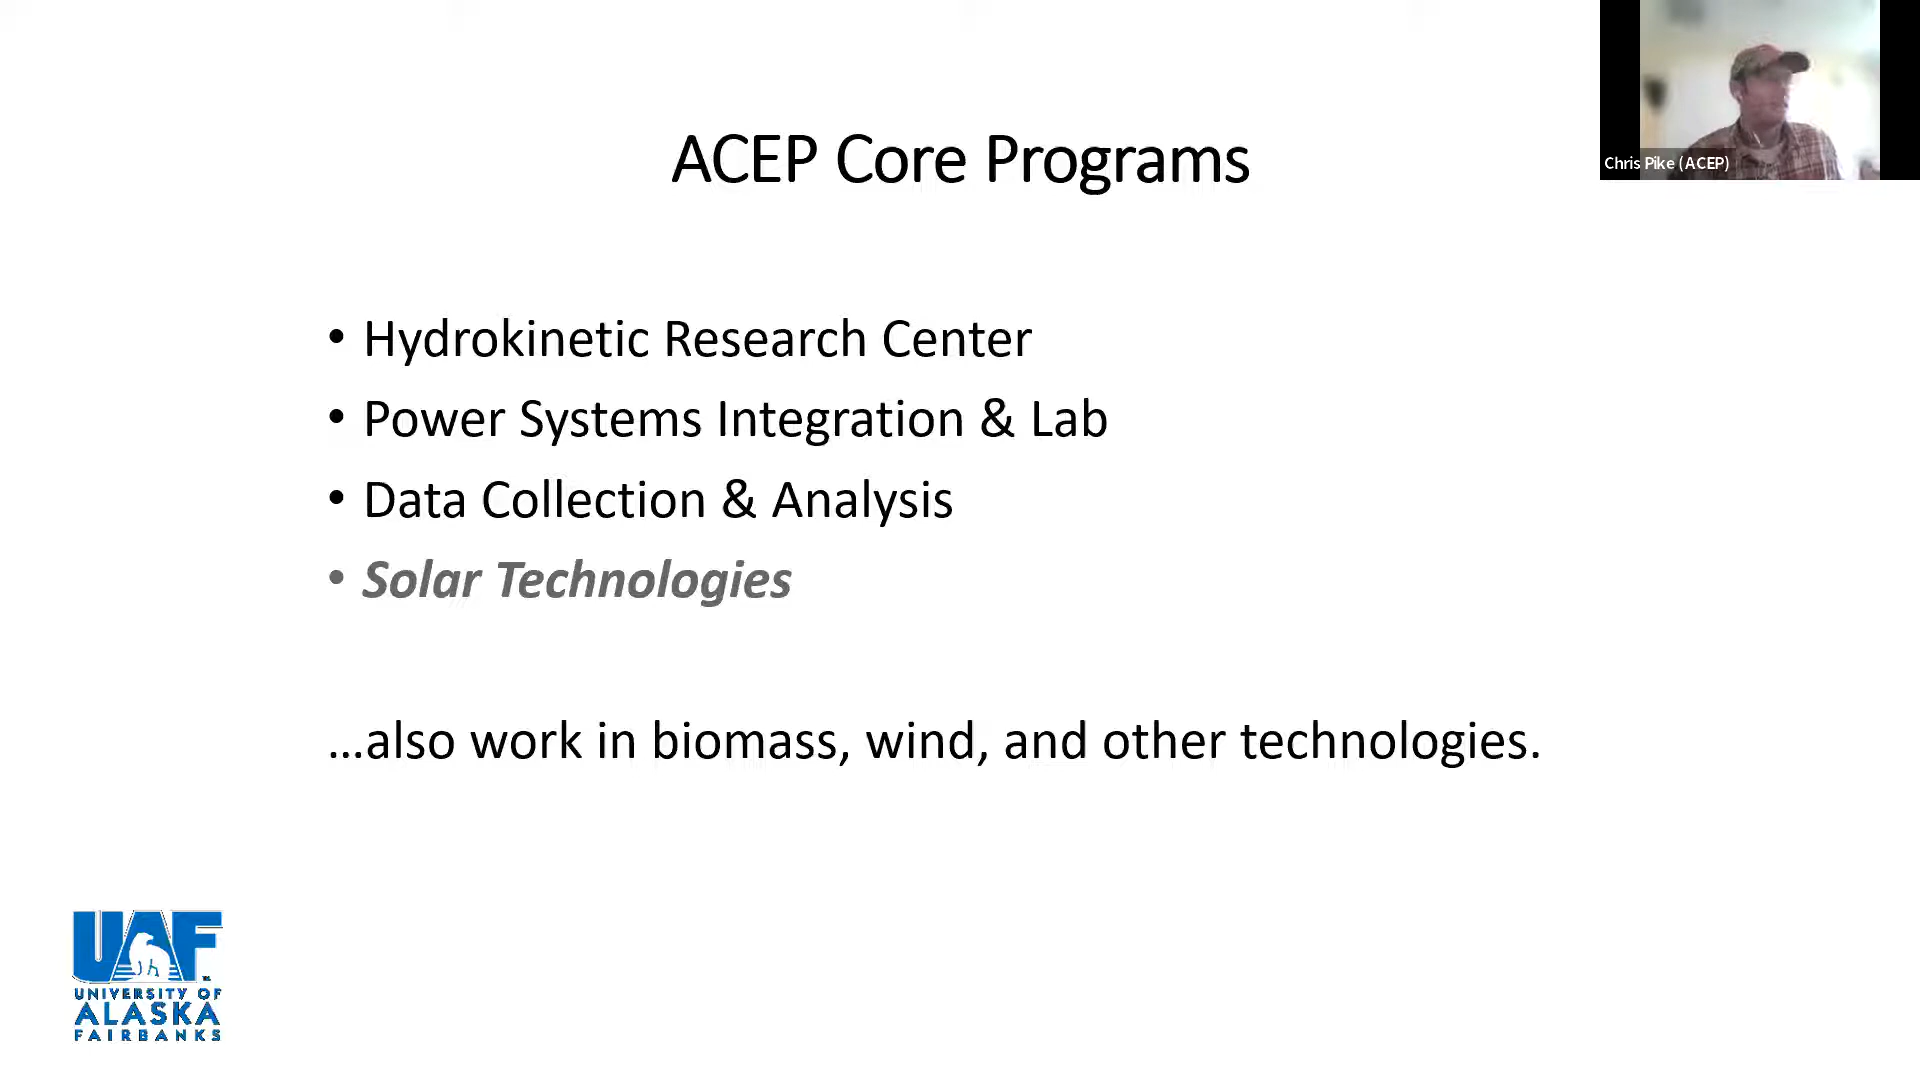 Chris Pike (ACEP)
ACEP Core Programs
• Hydrokinetic Research Center
• Power Systems Integration & Lab
• Data Collection & Analysis
• Solar Technologies
...also work in biomass, wind, and other technologies.
UAF
UNIVERSITY OF
ALASKA
FAIRBANKS